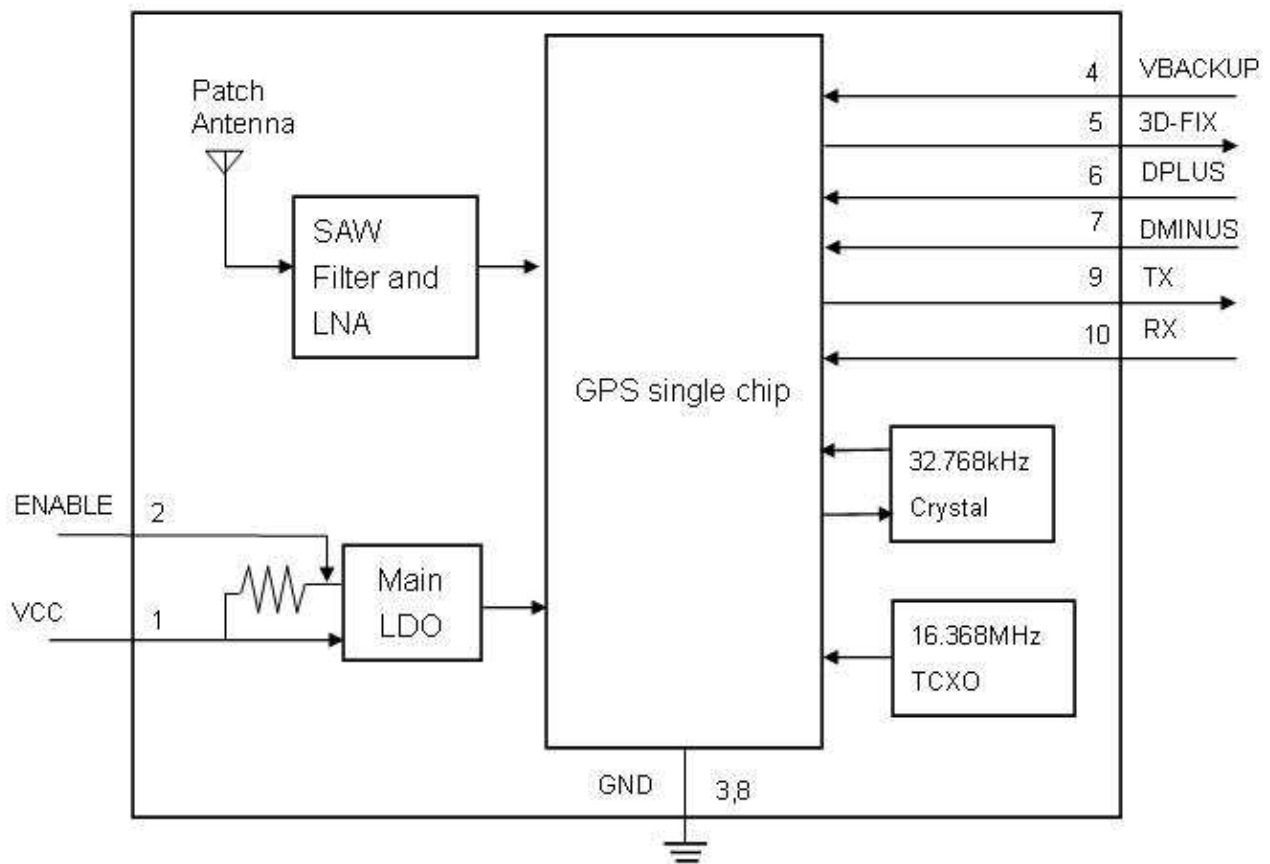 Patch
Antenna
SAW
Filter and
LNA
GPS single chip
4 VBACKUP
5 3D-FIX
6 DPLUS
7 DMINUS
9 TX
10 RX
32.768kHz
Crystal
16.368MHz
TCXO
ENABLE 2
VCC 1
Main
LDO
GND 3,8